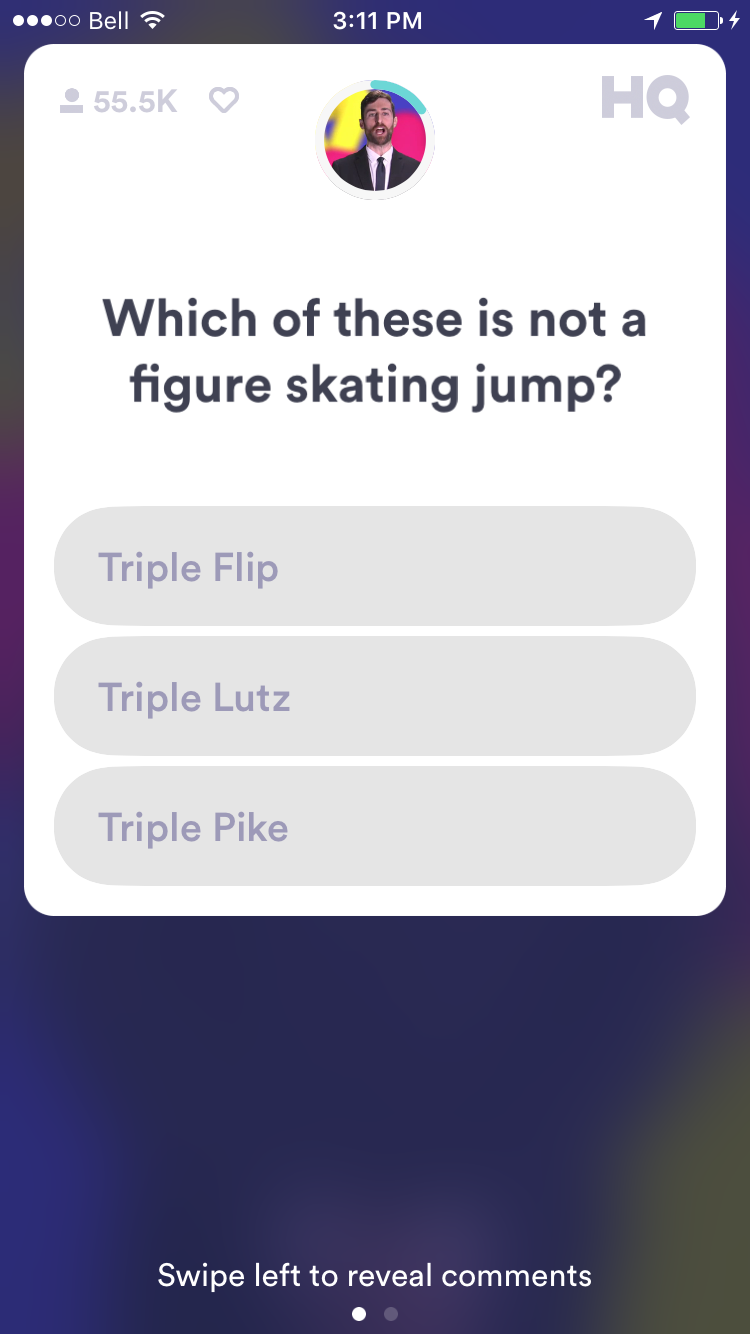 Bell 3:11 PM
55.5K HQ
Which of these is not a
figure skating jump?
Triple Flip
Triple Lutz
Triple Pike
Swipe left to reveal comments